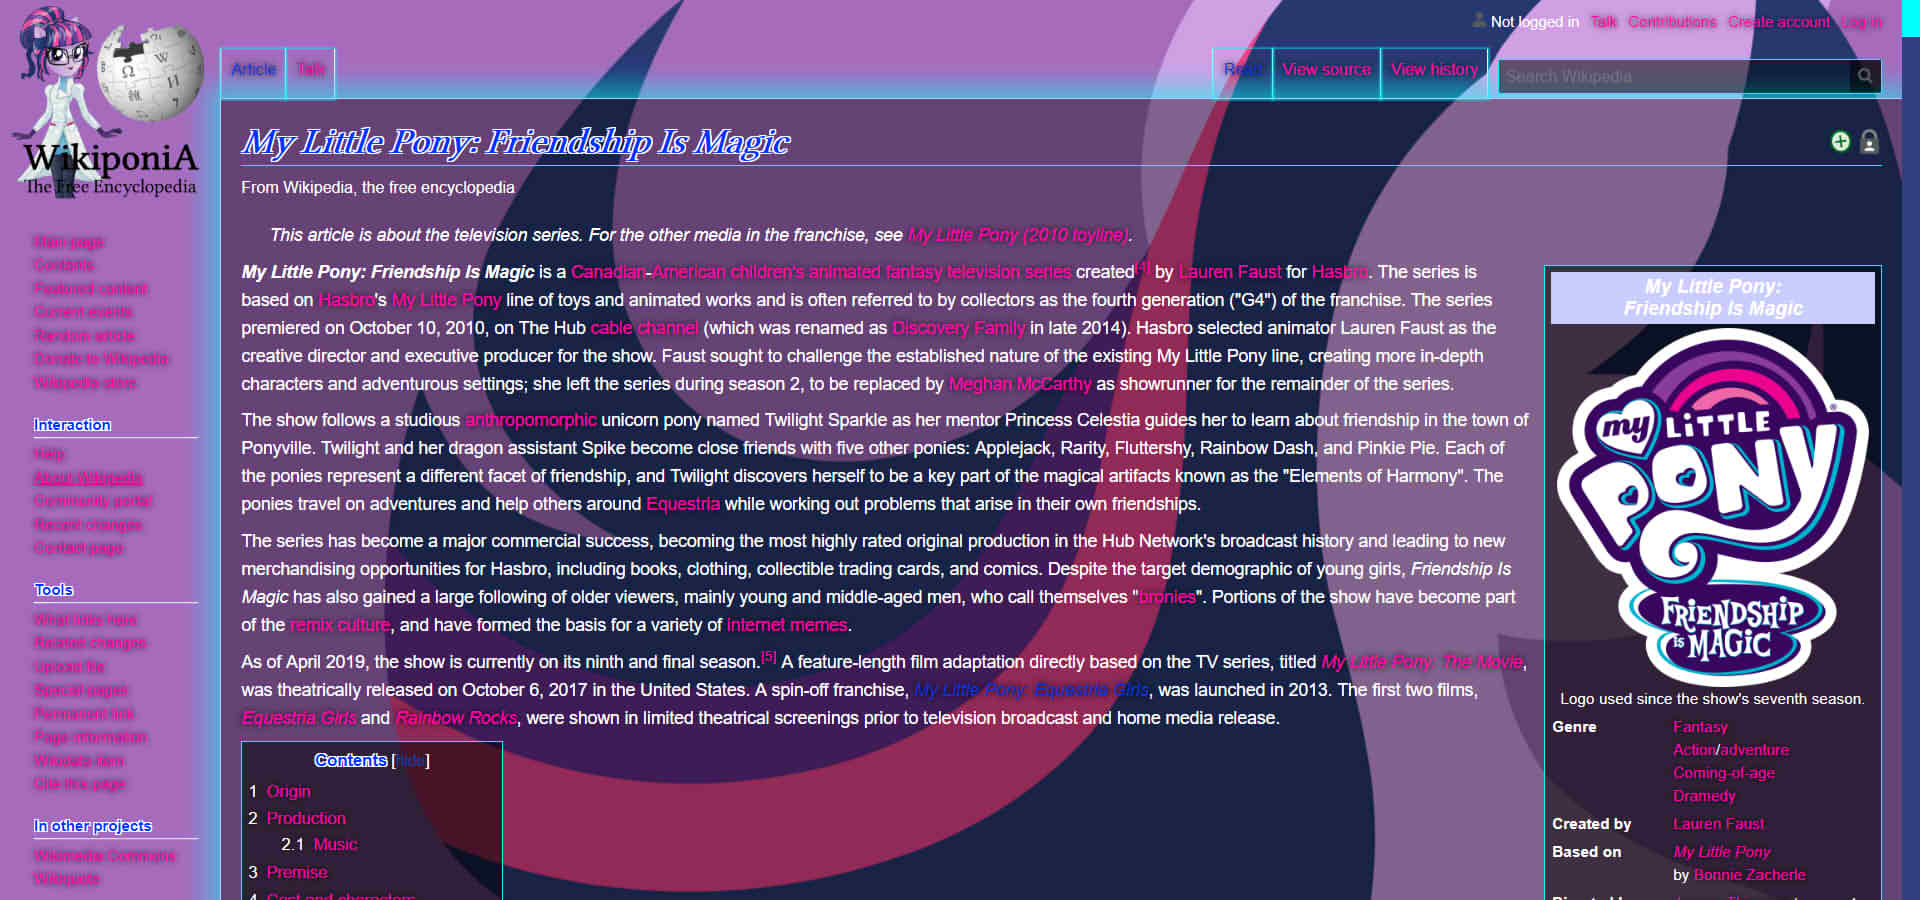 Not logged in Talk Contributions Create account Log in
Article Talk Read View source View history Search Wikipedia
WikiponiA
The Free Encyclopedia
Main page
Contents
Featured content
Current events
Random article
Donate to Wikipedia
Wikipedia store
Interaction
Help
About Wikipedia
Community portal
Recent changes
Contact page
Tools
What links here
Related changes
Upload file
Special pages
Permanent link
Page information
Wikidata item
Cite this page
In other projects
Wikimedia Commons
Wikiquote
My Little Pony: Friendship Is Magic
From Wikipedia, the free encyclopedia
This article is about the television series. For the other media in the franchise, see My Little Pony (2010 toyline).
My Little Pony: Friendship Is Magic is a Canadian-American children's animated fantasy television series created[4] by Lauren Faust for Hasbro. The series is
based on Hasbro's My Little Pony line of toys and animated works and is often referred to by collectors as the fourth generation ("G4") of the franchise. The series
premiered on October 10, 2010, on The Hub cable channel (which was renamed as Discovery Family in late 2014). Hasbro selected animator Lauren Faust as the
creative director and executive producer for the show. Faust sought to challenge the established nature of the existing My Little Pony line, creating more in-depth
characters and adventurous settings; she left the series during season 2, to be replaced by Meghan McCarthy as showrunner for the remainder of the series.
The show follows a studious anthropomorphic unicorn pony named Twilight Sparkle as her mentor Princess Celestia guides her to learn about friendship in the town of
Ponyville. Twilight and her dragon assistant Spike become close friends with five other ponies: Applejack, Rarity, Fluttershy, Rainbow Dash, and Pinkie Pie. Each of
the ponies represent a different facet of friendship, and Twilight discovers herself to be a key part of the magical artifacts known as the "Elements of Harmony". The
ponies travel on adventures and help others around Equestria while working out problems that arise in their own friendships.
The series has become a major commercial success, becoming the most highly rated original production in the Hub Network's broadcast history and leading to new
merchandising opportunities for Hasbro, including books, clothing, collectible trading cards, and comics. Despite the target demographic of young girls, Friendship Is
Magic has also gained a large following of older viewers, mainly young and middle-aged men, who call themselves "bronies". Portions of the show have become part
of the remix culture, and have formed the basis for a variety of Internet memes.
As of April 2019, the show is currently on its ninth and final season.[5] A feature-length film adaptation directly based on the TV series, titled My Little Pony: The Movie,
was theatrically released on October 6, 2017 in the United States. A spin-off franchise, My Little Pony: Equestria Girls, was launched in 2013. The first two films,
Equestria Girls and Rainbow Rocks, were shown in limited theatrical screenings prior to television broadcast and home media release.
Contents [hide]
1 Origin
2 Production
2.1 Music
3 Premise
4 Cast and characters
My Little Pony:
Friendship Is Magic
my LiTTLE
PONY
FRiENDSHiP
iS MAGiC
Logo used since the show's seventh season.
Genre Fantasy
Action/adventure
Coming-of-age
Dramedy
Created by Lauren Faust
Based on My Little Pony
by Bonnie Zacherle